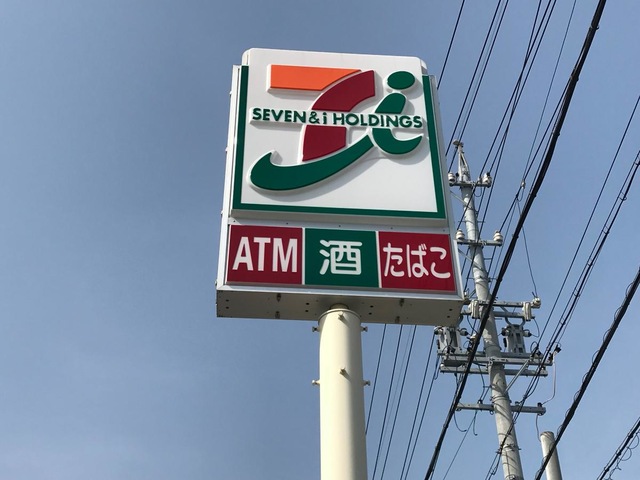 SEVEN & i HOLDINGS
ATM 酒 たばこ